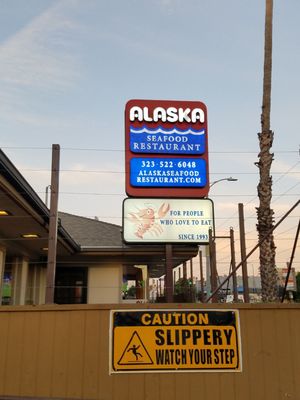 ALASKA
SEAFOOD
RESTAURANT
323-522-6048
ALASKASEAFOOD
RESTAURANT.COM
FOR PEOPLE
WHO LOVE TO EAT
SINCE 1993
CAUTION
SLIPPERY
WATCH YOUR STEP